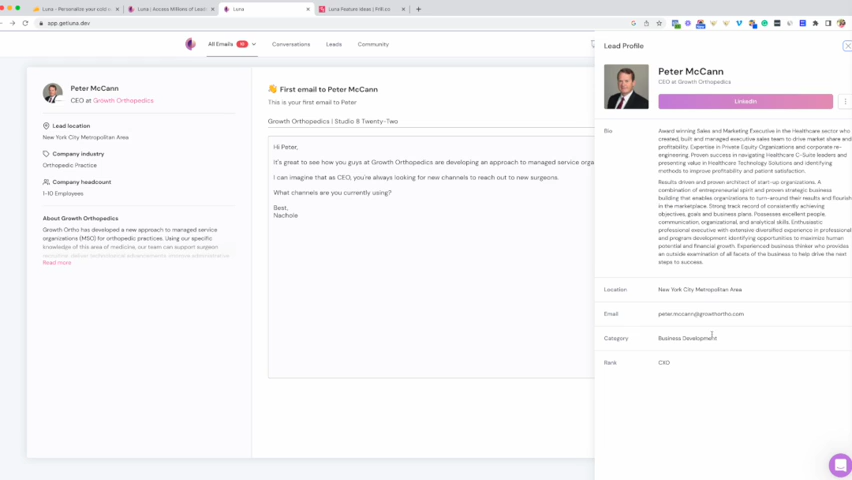 Luna - Personalize your cold e
Luna | Access Millions of Lead
Luna
Luna Feature Ideas | Frill.co
app.getluna.dev
All Emails
Conversations
Leads
Community
Peter McCann
CEO at Growth Orthopedics
Lead location
New York City Metropolitan Area
Company industry
Orthopedic Practice
Company headcount
1-10 Employees
About Growth Orthopedics
Growth Ortho has developed a new approach to managed service
organizations (MSO) for orthopedic practices. Using our specific
knowledge of this area of medicine, our team can support surgeon
Read more
First email to Peter McCann
This is your first email to Peter
Growth Orthopedics | Studio 8 Twenty-Two
Hi Peter,
It's great to see how you guys at Growth Orthopedics are developing an approach to managed service orga
I can imagine that as CEO, you're always looking for new channels to reach out to new surgeons.
What channels are you currently using?
Best,
Nachole
Lead Profile
Peter McCann
CEO at Growth Orthopedics
LinkedIn
Bio
Award winning Sales and Marketing Executive in the Healthcare sector who
created, built and managed executive sales team to drive market share and
profitability. Expertise in Private Equity Organizations and corporate re-
engineering. Proven success in navigating Healthcare C-Suite leaders and
presenting value in Healthcare Technology Solutions and identifying
methods to improve profitability and patient satisfaction.
Results driven and proven architect of start-up organizations. A
combination of entrepreneurial spirit and proven strategic business
building that enables organizations to turn-around their results and flourish
in the marketplace. Strong track record of consistently achieving
objectives, goals and business plans. Possesses excellent people,
communication, organizational, and analytical skills. Enthusiastic
professional executive with extensive diversified experience in professional
and program development identifying opportunities to maximize human
potential and financial growth. Experienced business thinker who provides
an outside examination of all facets of the business to help drive the next
steps to success.
Location
New York City Metropolitan Area
Email
peter.mccann@growthortho.com
Category
Business Development
Rank
CXO